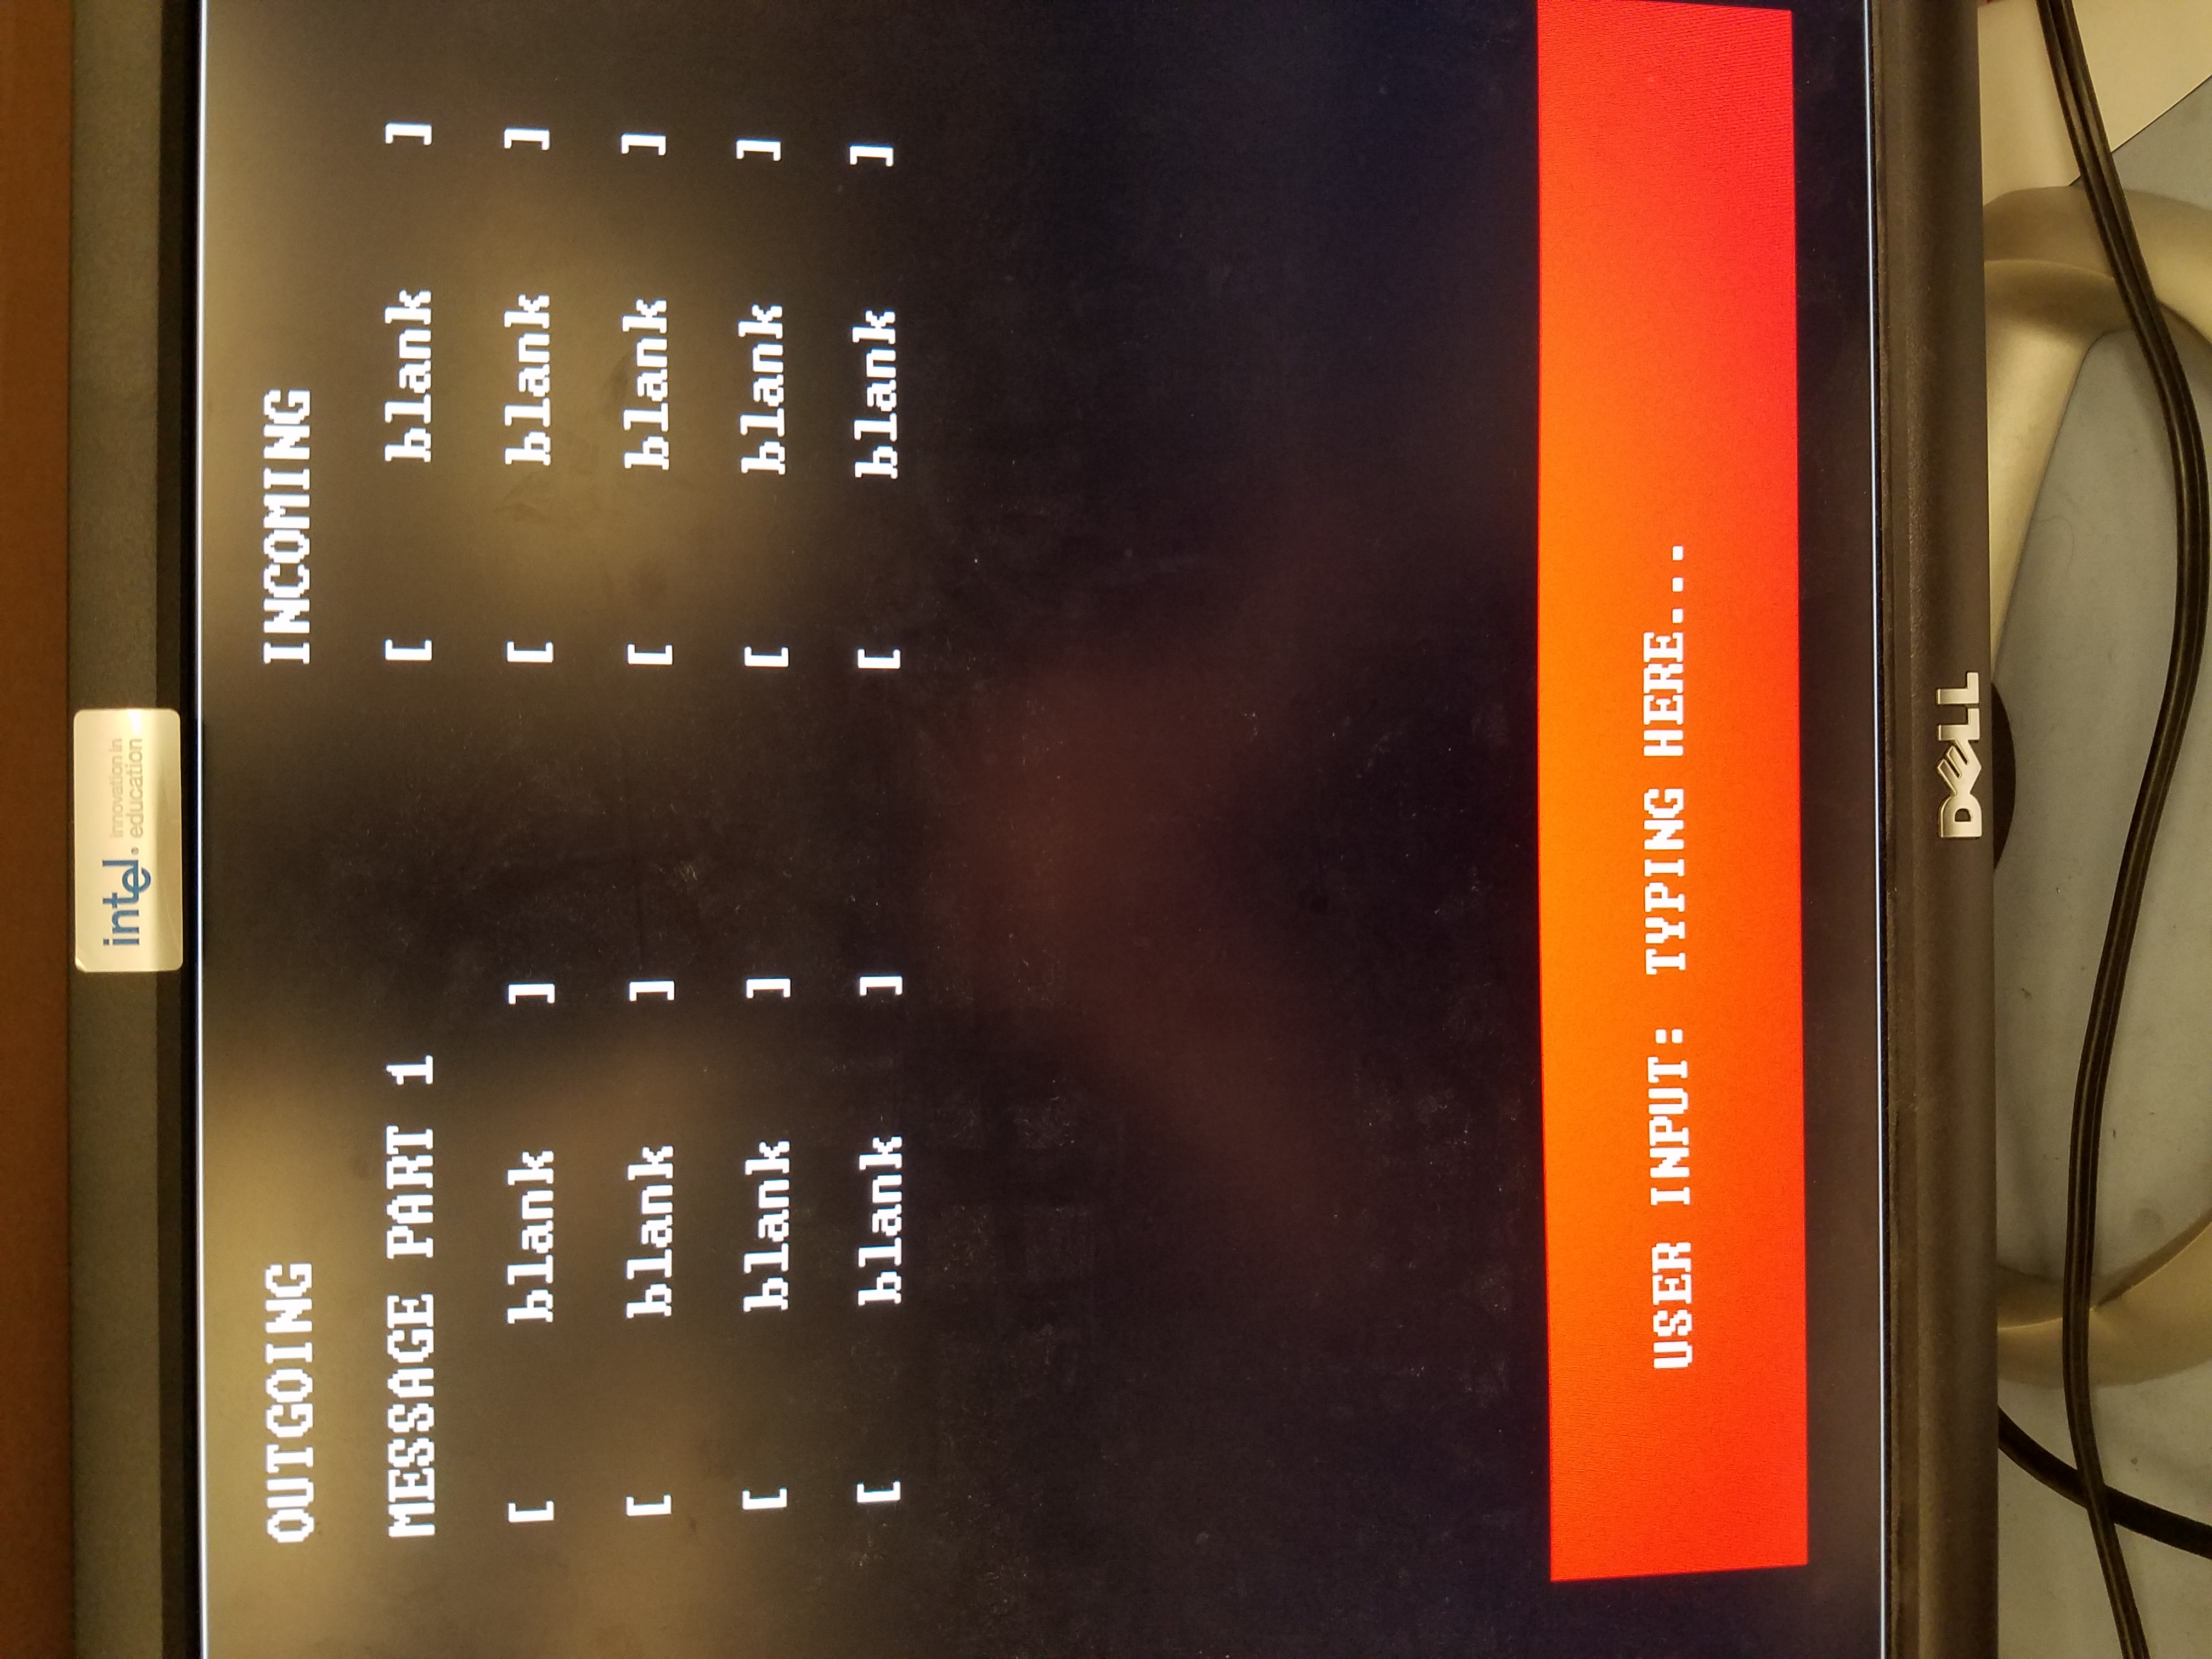 intel. innovation in
education
OUTGOING INCOMING
MESSAGE PART 1 [ blank ]
[ blank ] [ blank ]
[ blank ] [ blank ]
[ blank ] [ blank ]
[ blank ] [ blank ]
USER INPUT: TYPING HERE...
DELL